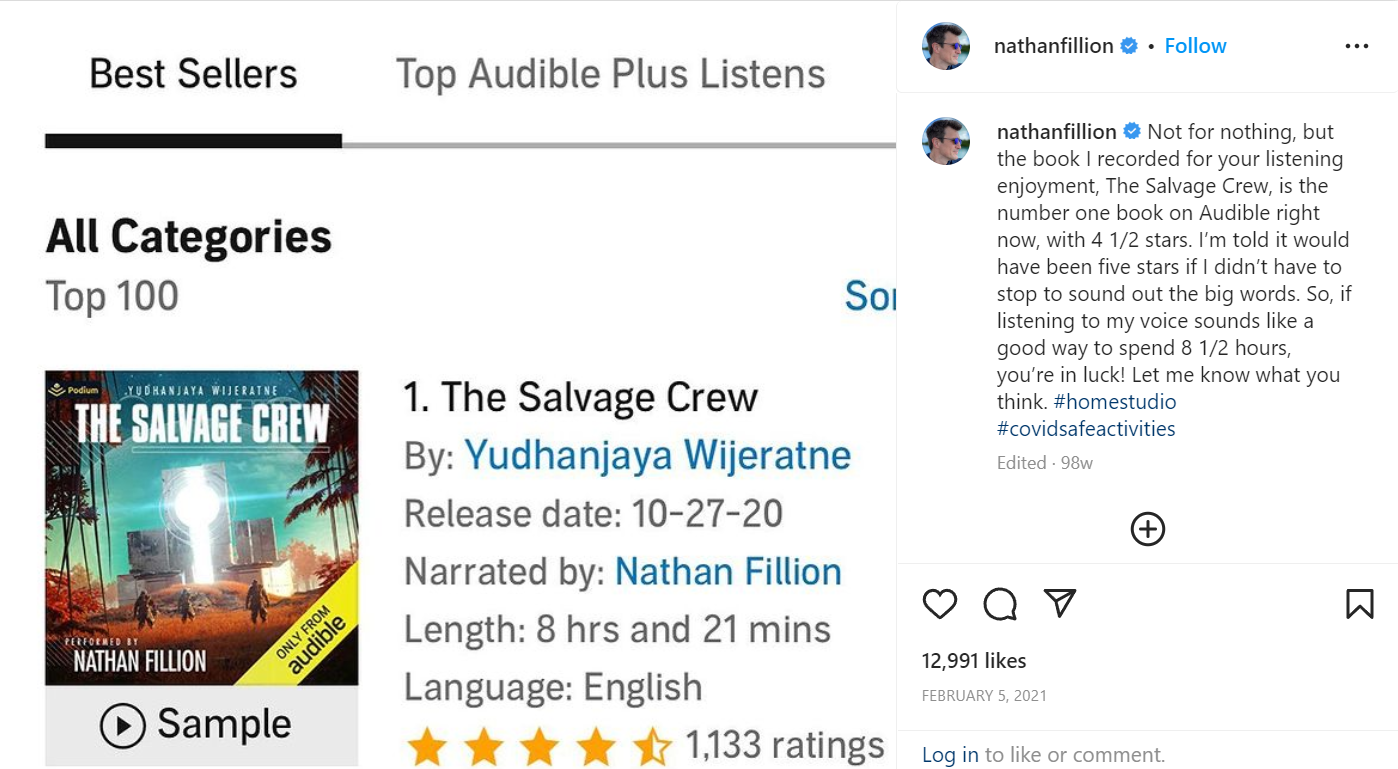 Best Sellers
Top Audible Plus Listens
All Categories
Top 100
Podium
YUDHANJAYA WIJERATNE
THE SALVAGE CREW
PERFORMED BY
NATHAN FILLION
ONLY FROM
audible
Sample
1. The Salvage Crew
By: Yudhanjaya Wijeratne
Release date: 10-27-20
Narrated by: Nathan Fillion
Length: 8 hrs and 21 mins
Language: English
1,133 ratings
nathanfillion • Follow
nathanfillion Not for nothing, but
the book I recorded for your listening
enjoyment, The Salvage Crew, is the
number one book on Audible right
now, with 4 1/2 stars. I’m told it would
have been five stars if I didn’t have to
stop to sound out the big words. So, if
listening to my voice sounds like a
good way to spend 8 1/2 hours,
you’re in luck! Let me know what you
think. #homestudio
#covidsafeactivities
Edited · 98w
12,991 likes
FEBRUARY 5, 2021
Log in to like or comment.